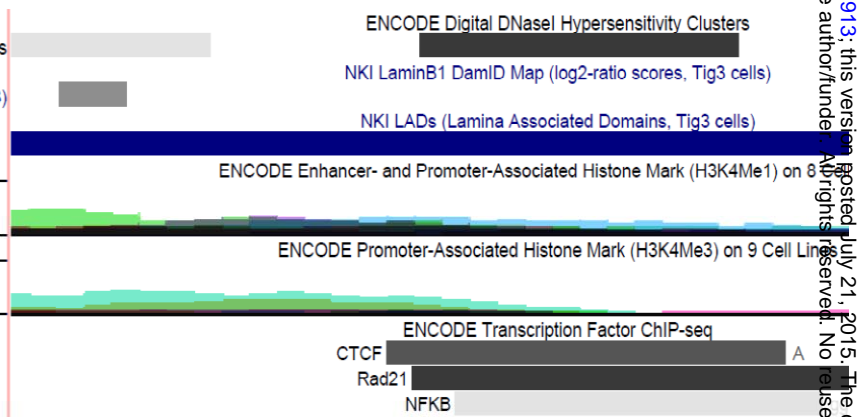 ENCODE Digital DNaseI Hypersensitivity Clusters
s
NKI LaminB1 DamID Map (log2-ratio scores, Tig3 cells)
)
NKI LADs (Lamina Associated Domains, Tig3 cells)
ENCODE Enhancer- and Promoter-Associated Histone Mark (H3K4Me1) on 8
ENCODE Promoter-Associated Histone Mark (H3K4Me3) on 9 Cell Lines
ENCODE Transcription Factor ChIP-seq
CTCF A
Rad21
NFKB
913; this version posted July 21, 2015. The
author/funder. All rights reserved. No reuse